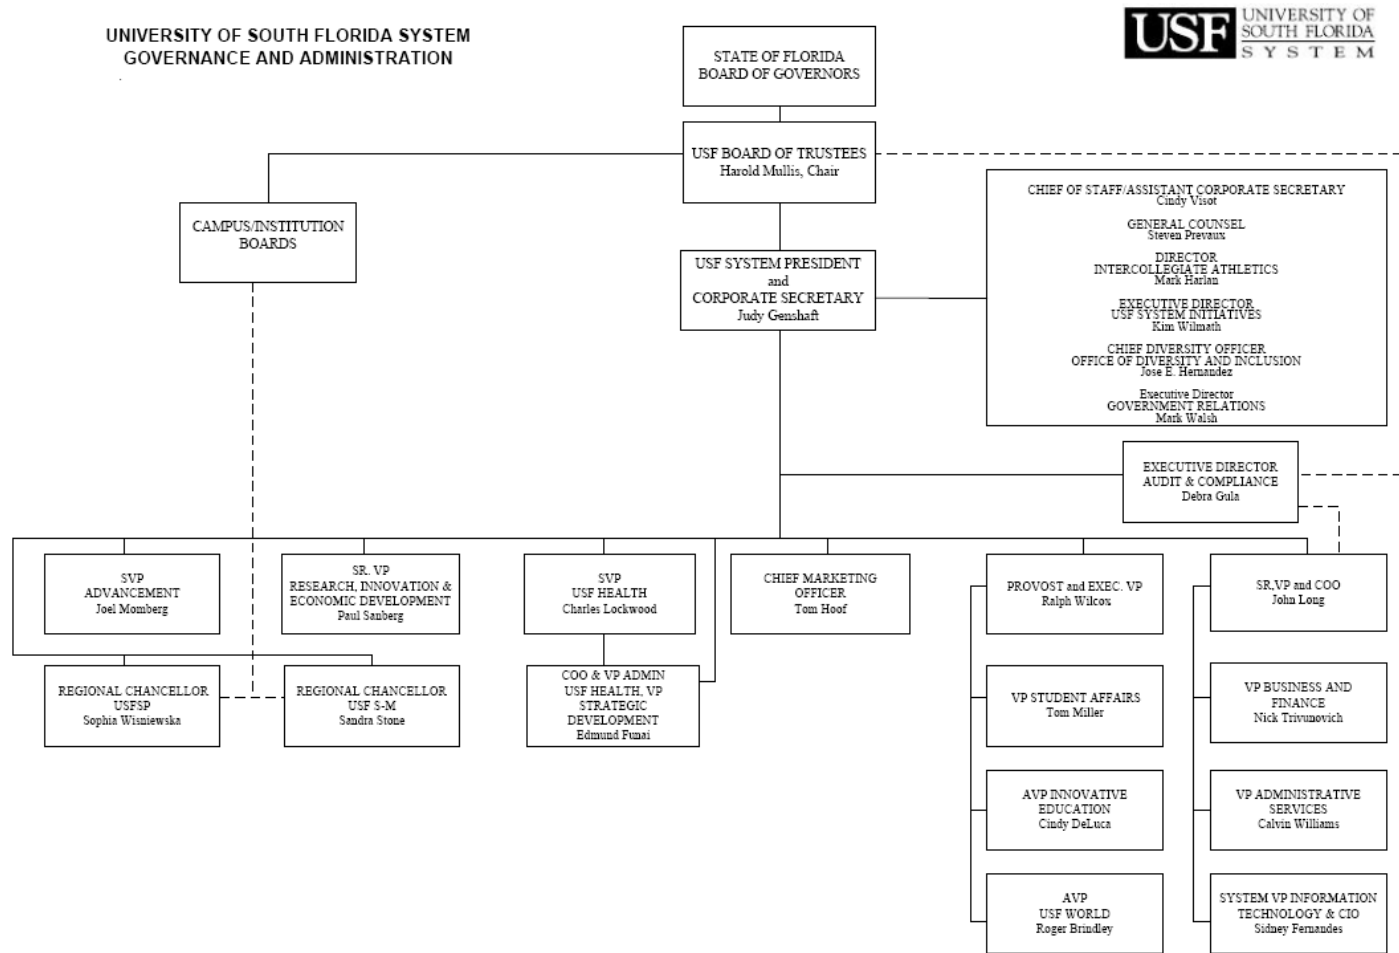 UNIVERSITY OF SOUTH FLORIDA SYSTEM
GOVERNANCE AND ADMINISTRATION
USF
UNIVERSITY OF
SOUTH FLORIDA
SYSTEM
STATE OF FLORIDA
BOARD OF GOVERNORS
USF BOARD OF TRUSTEES
Harold Mullis, Chair
CAMPUS/INSTITUTION
BOARDS
USF SYSTEM PRESIDENT
and
CORPORATE SECRETARY
Judy Genshaft
CHIEF OF STAFF/ASSISTANT CORPORATE SECRETARY
Cindy Visot
GENERAL COUNSEL
Steven Prevaux
DIRECTOR
INTERCOLLEGIATE ATHLETICS
Mark Harlan
EXECUTIVE DIRECTOR
USF SYSTEM INITIATIVES
Kim Wilmath
CHIEF DIVERSITY OFFICER
OFFICE OF DIVERSITY AND INCLUSION
Jose E. Hernandez
Executive Director
GOVERNMENT RELATIONS
Mark Walsh
EXECUTIVE DIRECTOR
AUDIT & COMPLIANCE
Debra Gula
SVP
ADVANCEMENT
Joel Momberg
SR. VP
RESEARCH, INNOVATION &
ECONOMIC DEVELOPMENT
Paul Sanberg
SVP
USF HEALTH
Charles Lockwood
CHIEF MARKETING
OFFICER
Tom Hoof
PROVOST and EXEC. VP
Ralph Wilcox
SR,VP and COO
John Long
REGIONAL CHANCELLOR
USFSP
Sophia Wisniewska
REGIONAL CHANCELLOR
USF S-M
Sandra Stone
COO & VP ADMIN
USF HEALTH, VP
STRATEGIC
DEVELOPMENT
Edmund Funai
VP STUDENT AFFAIRS
Tom Miller
VP BUSINESS AND
FINANCE
Nick Trivunovich
AVP INNOVATIVE
EDUCATION
Cindy DeLuca
VP ADMINISTRATIVE
SERVICES
Calvin Williams
AVP
USF WORLD
Roger Brindley
SYSTEM VP INFORMATION
TECHNOLOGY & CIO
Sidney Fernandes